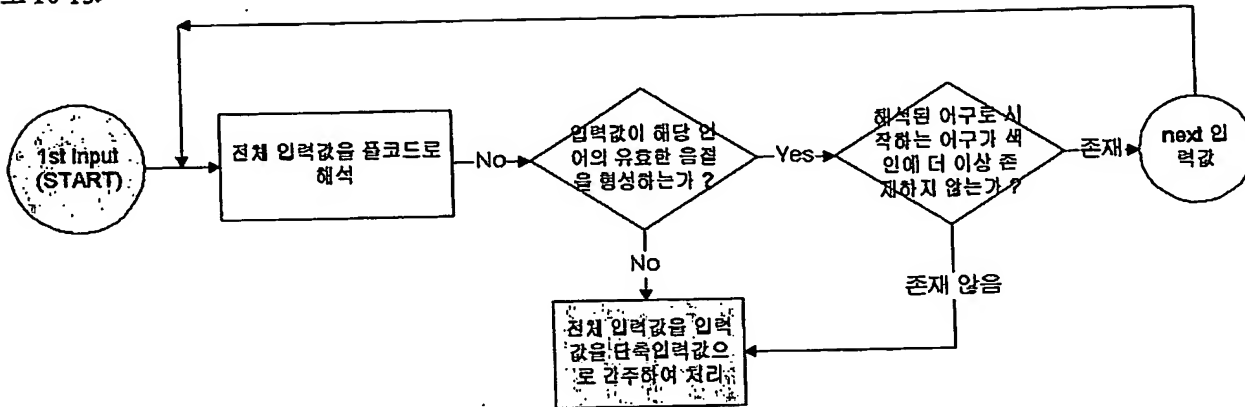 1st Input
(START)
전체 입력값을 풀코드로
해석
No
입력값이 해당 언
어의 유효한 음절
을 형성하는가 ?
Yes
해석된 어구로 시
작하는 어구가 색
인에 더 이상 존
재하지 않는가 ?
존재
next 입
력값
No
존재 않음
전체 입력값을 입력
값을 단축입력값으
로 간주하여 처리